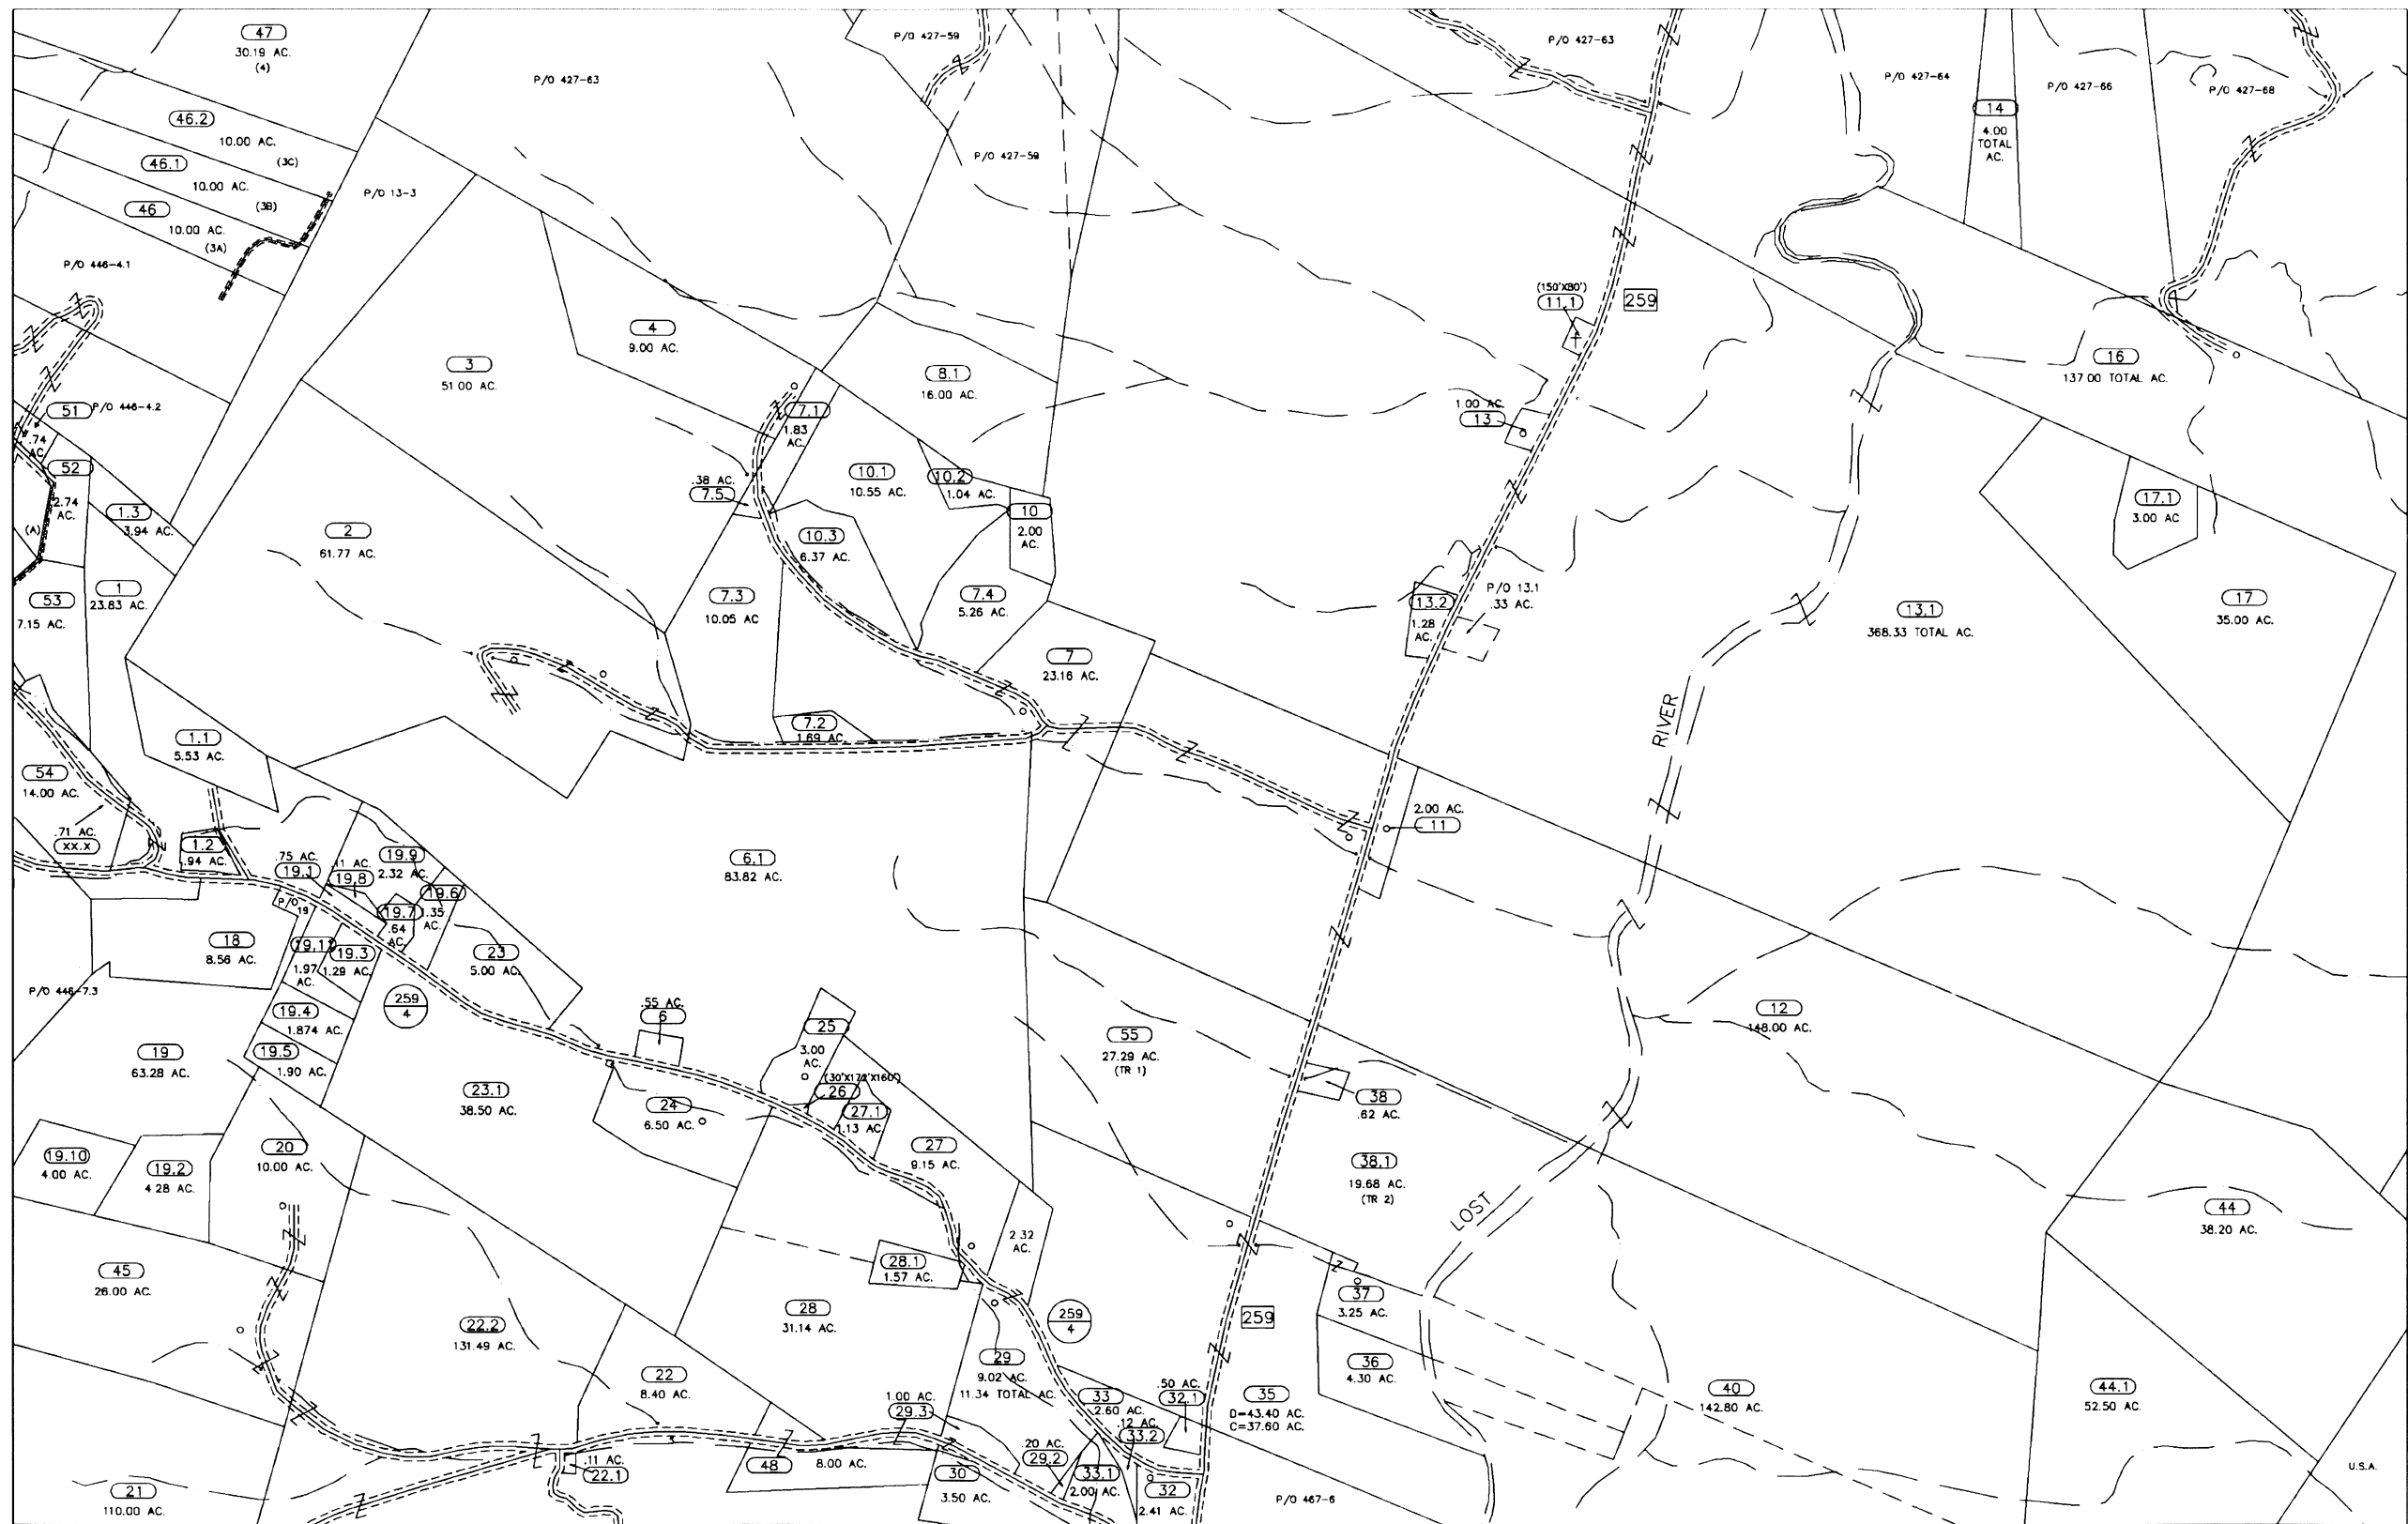 47
30.19 AC.
(4)
P/O 427-63
P/O 427-59
P/O 427-63
P/O 427-64
P/O 427-66
P/O 427-68
14
4.00
TOTAL
AC.
46.2
10.00 AC.
(3C)
46.1
10.00 AC.
(3B)
46
10.00 AC.
(3A)
P/O 13-3
P/O 427-59
P/O 446-4.1
(150'X80')
11.1
259
4
9.00 AC.
3
51.00 AC.
8.1
16.00 AC.
16
137.00 TOTAL AC.
51
P/O 446-4.2
.74
AC.
7.1
1.83
AC.
1.00 AC.
13
52
2.74
AC.
(A)
1.3
3.94 AC.
.38 AC.
7.5
10.1
10.55 AC.
10.2
1.04 AC.
10
2.00
AC.
17.1
3.00 AC.
2
61.77 AC.
10.3
6.37 AC.
1
23.83 AC.
53
7.15 AC.
7.3
10.05 AC
7.4
5.26 AC.
P/O 13.1
.33 AC.
13.2
1.28
AC.
13.1
368.33 TOTAL AC.
17
35.00 AC.
7
23.16 AC.
7.2
1.69 AC.
RIVER
1.1
5.53 AC.
54
14.00 AC.
.71 AC.
XX.X
1.2
.94 AC.
2.00 AC.
11
.75 AC.
19.1
.11 AC.
19.8
19.9
2.32 AC.
19.6
1.35
AC.
19.7
.64
AC.
P/O 19
6.1
83.82 AC.
18
8.56 AC.
19.11
1.97
AC.
19.3
1.29 AC.
23
5.00 AC.
P/O 446-7.3
259
4
19.4
1.874 AC.
.55 AC.
6
25
3.00
AC.
55
27.29 AC.
(TR 1)
12
148.00 AC.
19
63.28 AC.
19.5
1.90 AC.
23.1
38.50 AC.
24
6.50 AC.
(30'X172'X160')
26
27.1
1.13 AC.
38
.62 AC.
27
9.15 AC.
20
10.00 AC.
19.10
4.00 AC.
19.2
4.28 AC.
38.1
19.68 AC.
(TR 2)
LOST
44
38.20 AC.
2.32
AC.
45
26.00 AC.
28.1
1.57 AC.
28
31.14 AC.
259
4
259
37
3.25 AC.
22.2
131.49 AC.
22
8.40 AC.
29
9.02 AC.
11.34 TOTAL AC.
36
4.30 AC.
33
2.60 AC.
.50 AC.
32.1
35
D=43.40 AC.
C=37.60 AC.
40
142.80 AC.
44.1
52.50 AC.
1.00 AC.
29.3
.12 AC.
33.2
.20 AC.
29.2
.11 AC.
22.1
48
8.00 AC.
30
3.50 AC.
33.1
2.00 AC.
32
2.41 AC.
21
110.00 AC.
P/O 467-6
U.S.A.